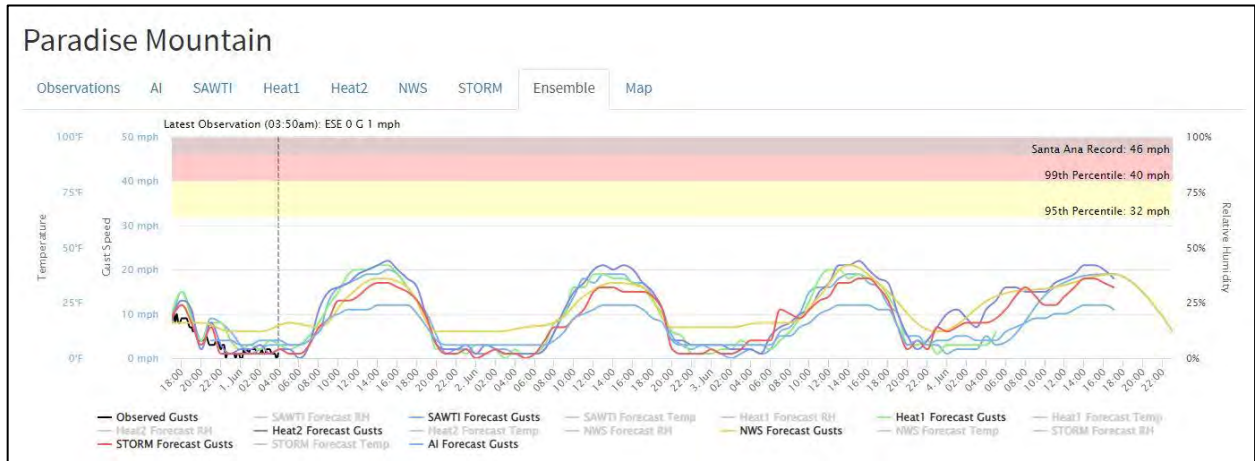 Paradise Mountain
Observations AI SAWTI Heat1 Heat2 NWS STORM Ensemble Map
Latest Observation (03:50am): ESE 0 G 1 mph
100°F 50 mph 100%
Santa Ana Record: 46 mph
99th Percentile: 40 mph
75°F 40 mph 75%
95th Percentile: 32 mph
30 mph
50°F 50%
20 mph
25°F 25%
10 mph
0°F 0 mph 0%
Temperature
Gust Speed
Relative Humidity
18:00 20:00 22:00 1. Jun 02:00 04:00 06:00 08:00 10:00 12:00 14:00 16:00 18:00 20:00 22:00 2. Jun 02:00 04:00 06:00 08:00 10:00 12:00 14:00 16:00 18:00 20:00 22:00 3. Jun 02:00 04:00 06:00 08:00 10:00 12:00 14:00 16:00 18:00 20:00 22:00 4. Jun 02:00 04:00 06:00 08:00 10:00 12:00 14:00 16:00 18:00 20:00 22:00
Observed Gusts SAWTI Forecast RH SAWTI Forecast Gusts SAWTI Forecast Temp Heat1 Forecast RH Heat1 Forecast Gusts Heat1 Forecast Temp
Heat2 Forecast RH Heat2 Forecast Gusts Heat2 Forecast Temp NWS Forecast RH NWS Forecast Gusts NWS Forecast Temp STORM Forecast RH
STORM Forecast Gusts STORM Forecast Temp AI Forecast Gusts